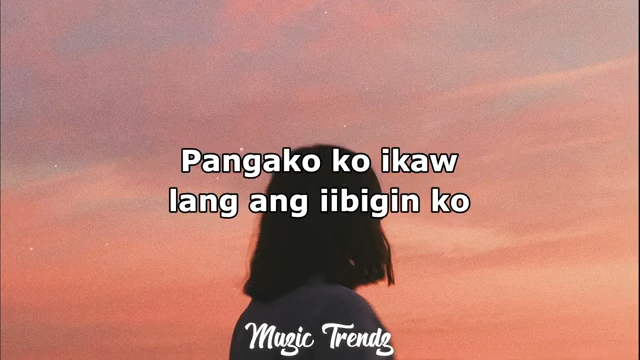 Pangako ko ikaw
lang ang iibigin ko
Muzic Trendz